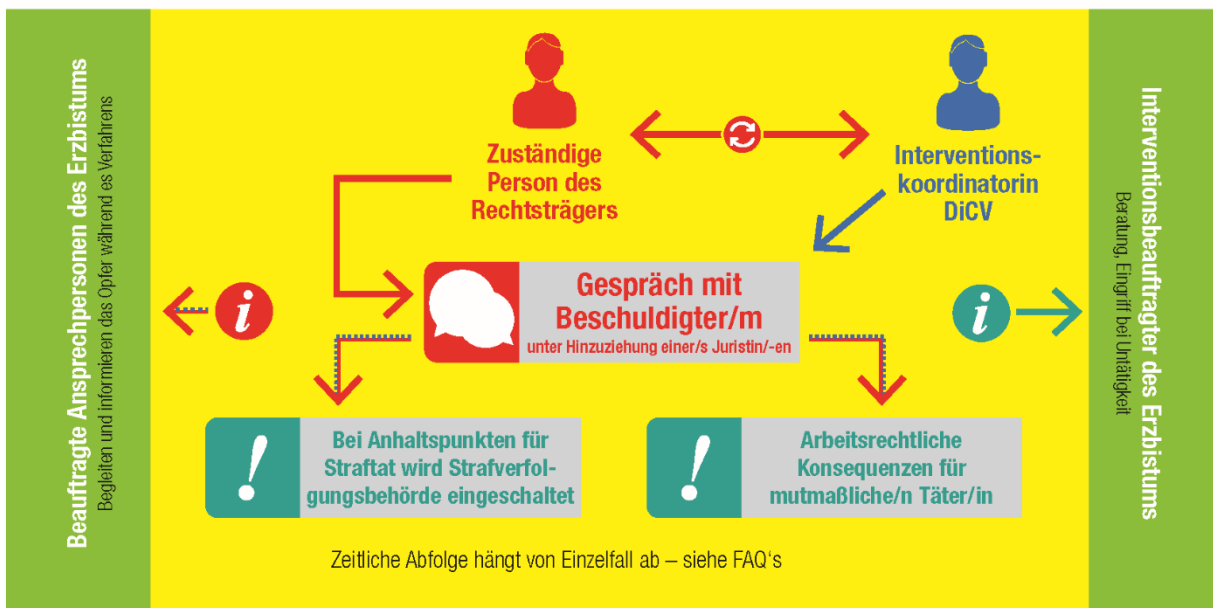 Beauftragte Ansprechpersonen des Erzbistums
Begleiten und informieren das Opfer während es Verfahrens
Zuständige
Person des
Rechtsträgers
Interventions-
koordinatorin
DiCV
Gespräch mit
Beschuldigter/m
unter Hinzuziehung einer/s Juristin/-en
i
i
!
Bei Anhaltspunkten für
Straftat wird Strafverfol-
gungsbehörde eingeschaltet
!
Arbeitsrechtliche
Konsequenzen für
mutmaßliche/n Täter/in
Zeitliche Abfolge hängt von Einzelfall ab – siehe FAQ‘s
Interventionsbeauftragter des Erzbistums
Beratung, Eingriff bei Untätigkeit